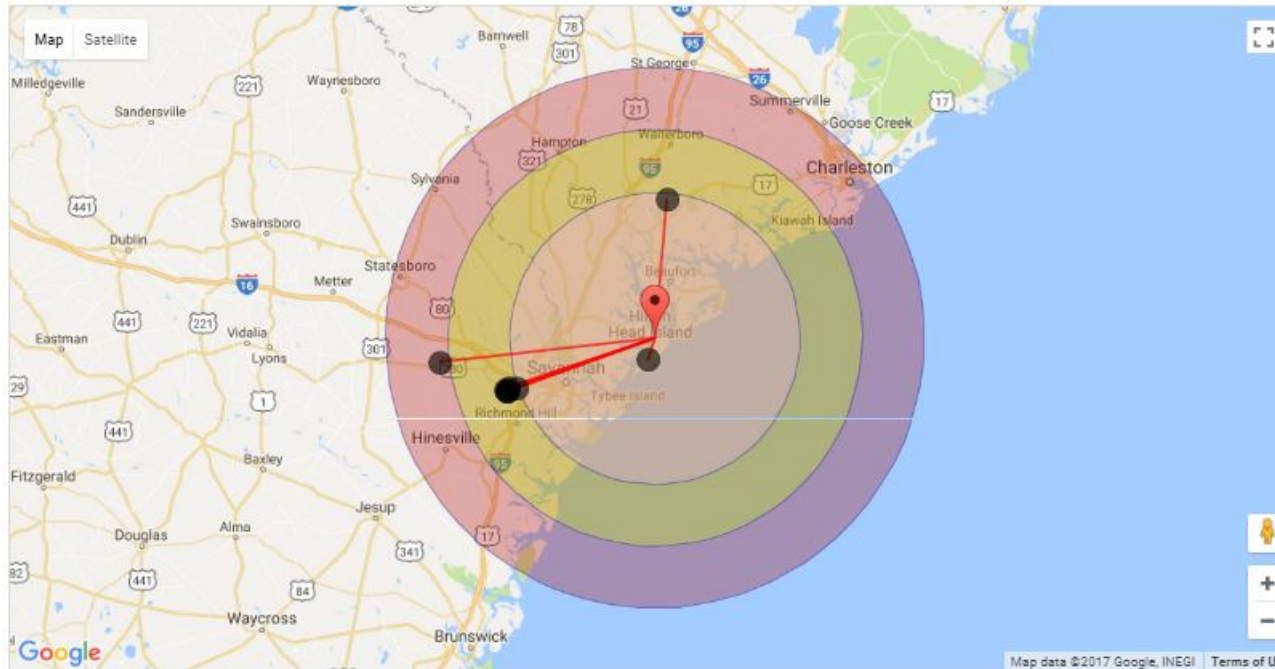 Map Satellite
26
78
Barnwell
301
95
St George
Milledgeville
221
Waynesboro
26
17
Sandersville
21
Summerville
Goose Creek
Hampton
Walterboro
321
95
Charleston
Sylvania
17
278
441
Kiawah Island
Swainsboro
Dublin
Statesboro
Beaufort
16
Metter
80
441
221
Vidalia
Head Island
Eastman
301
Lyons
280
Savannah
29
1
Tybee Island
Richmond Hill
441
Hinesville
Baxley
95
Fitzgerald
Jesup
Douglas
Alma
17
341
82
441
84
Waycross
Brunswick
+
−
Google
Map data ©2017 Google, INEGI
Terms of U